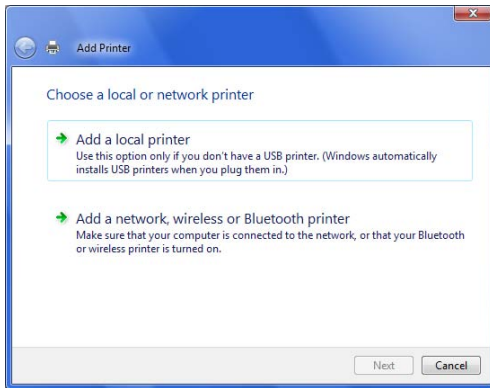 Add Printer
Choose a local or network printer
Add a local printer
Use this option only if you don't have a USB printer. (Windows automatically
installs USB printers when you plug them in.)
Add a network, wireless or Bluetooth printer
Make sure that your computer is connected to the network, or that your Bluetooth
or wireless printer is turned on.
Next
Cancel